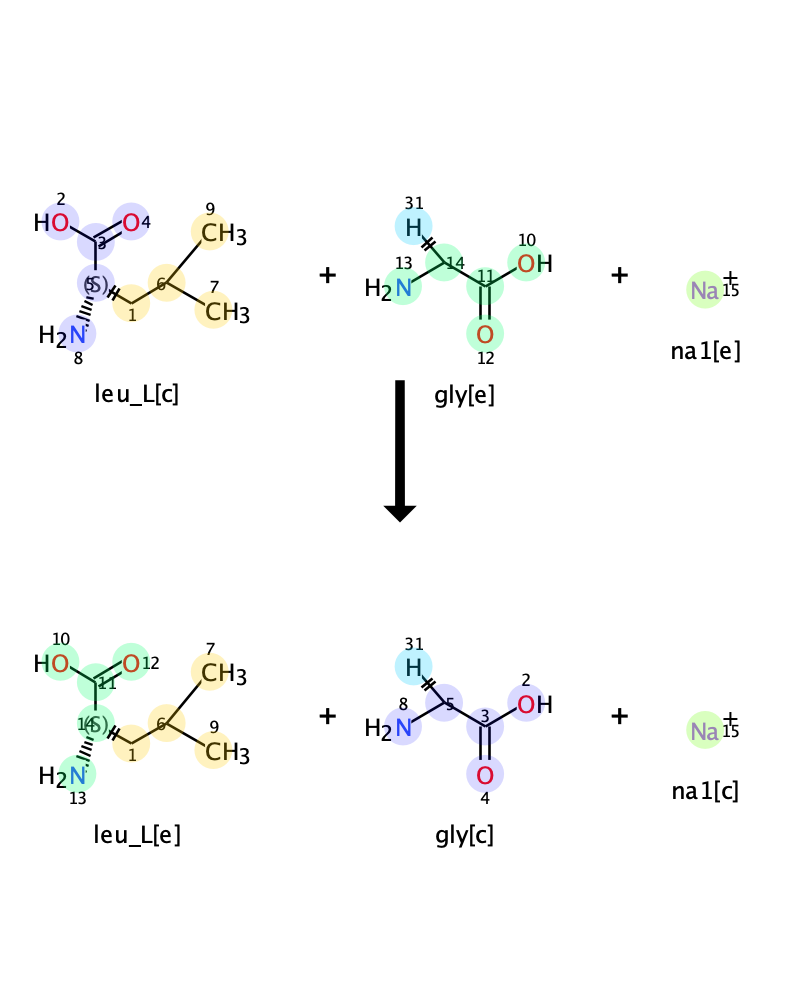 2
HO
O 4
3
(S)
5
H2N
8
1
6
9
CH3
7
CH3
leu_L[c]
+
31
H
13
H2N
14
11
10
OH
O
12
gly[e]
+
Na+
15
na1[e]
10
HO
O 12
11
(S)
14
H2N
13
1
6
7
CH3
9
CH3
leu_L[e]
+
31
H
8
H2N
5
3
2
OH
O
4
gly[c]
+
Na+
15
na1[c]